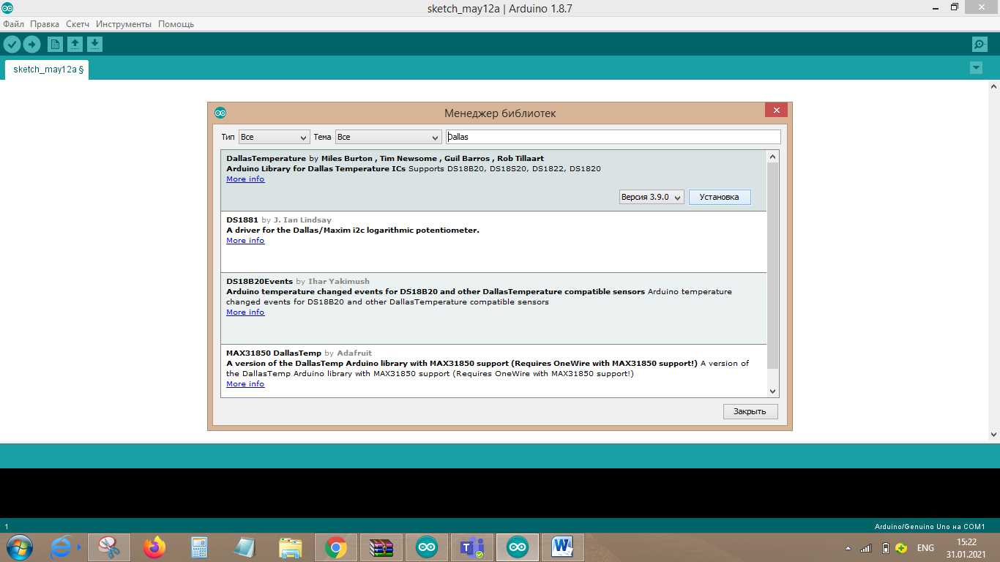 sketch_may12a | Arduino 1.8.7
Файл Правка Скетч Инструменты Помощь
sketch_may12a §
Менеджер библиотек
Тип Все Тема Все Dallas
DallasTemperature by Miles Burton , Tim Newsome , Guil Barros , Rob Tillaart
Arduino Library for Dallas Temperature ICs Supports DS18B20, DS18S20, DS1822, DS1820
More info
Версия 3.9.0 Установка
DS1881 by J. Ian Lindsay
A driver for the Dallas/Maxim i2c logarithmic potentiometer.
More info
DS18B20Events by Ihar Yakimush
Arduino temperature changed events for DS18B20 and other DallasTemperature compatible sensors Arduino temperature
changed events for DS18B20 and other DallasTemperature compatible sensors
More info
MAX31850 DallasTemp by Adafruit
A version of the DallasTemp Arduino library with MAX31850 support (Requires OneWire with MAX31850 support!) A version of
the DallasTemp Arduino library with MAX31850 support (Requires OneWire with MAX31850 support!)
More info
Закрыть
1 Arduino/Genuino Uno на COM1
ENG 15:22
31.01.2021